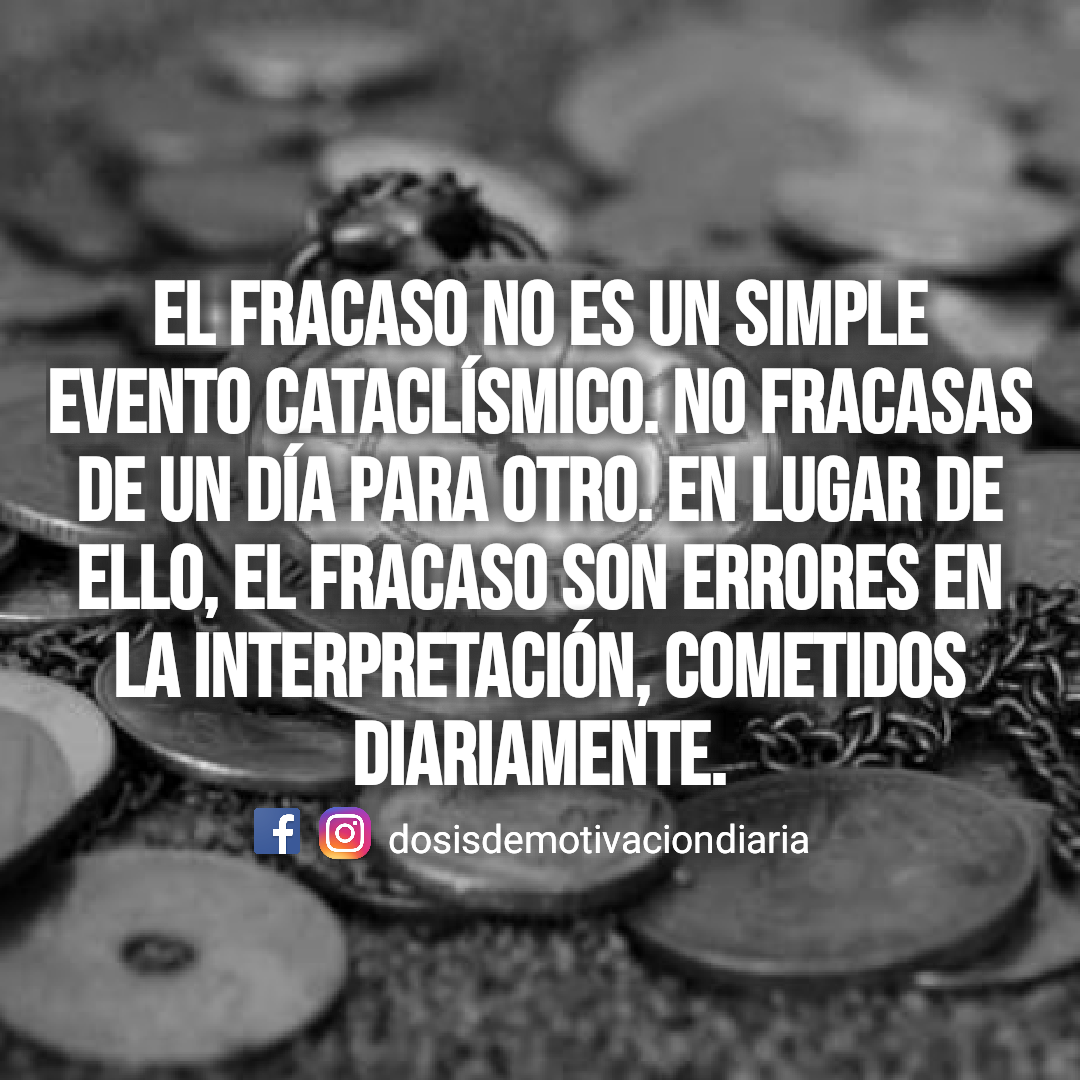 EL FRACASO NO ES UN SIMPLE
EVENTO CATACLÍSMICO. NO FRACASAS
DE UN DÍA PARA OTRO. EN LUGAR DE
ELLO, EL FRACASO SON ERRORES EN
LA INTERPRETACIÓN, COMETIDOS
DIARIAMENTE.
dosisdemotivaciondiaria